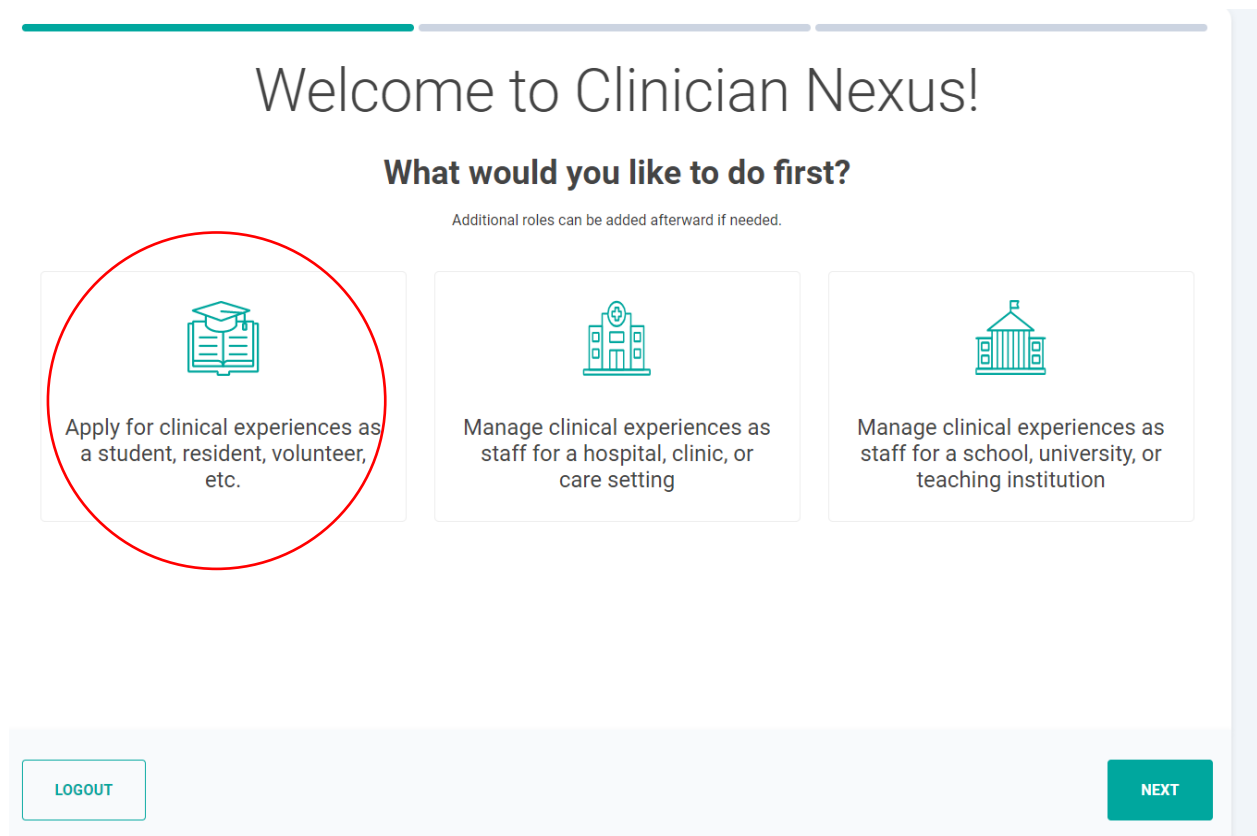 Welcome to Clinician Nexus!
What would you like to do first?
Additional roles can be added afterward if needed.
Apply for clinical experiences as
a student, resident, volunteer,
etc.
Manage clinical experiences as
staff for a hospital, clinic, or
care setting
Manage clinical experiences as
staff for a school, university, or
teaching institution
LOGOUT
NEXT